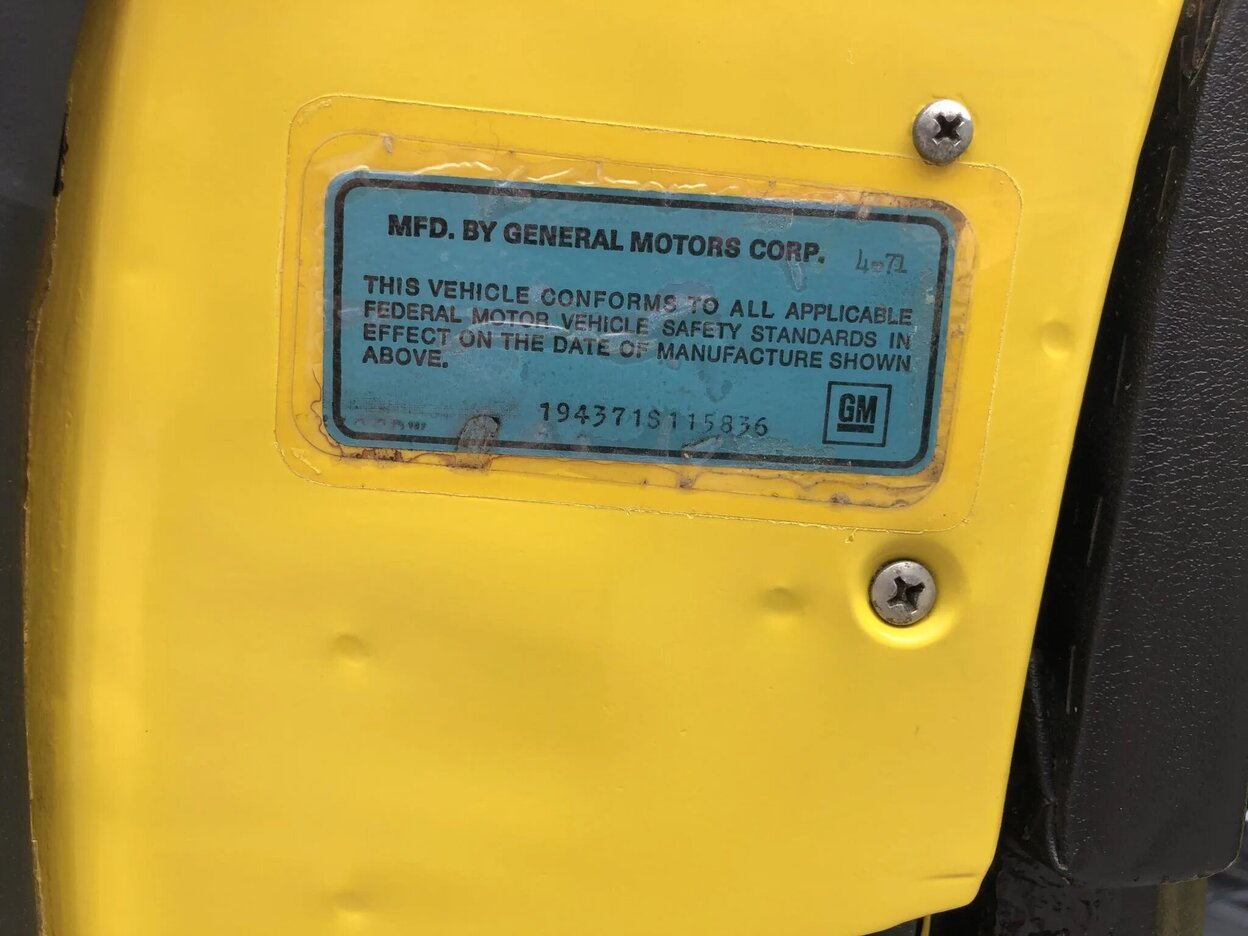 MFD. BY GENERAL MOTORS CORP. 4-71
THIS VEHICLE CONFORMS TO ALL APPLICABLE
FEDERAL MOTOR VEHICLE SAFETY STANDARDS IN
EFFECT ON THE DATE OF MANUFACTURE SHOWN
ABOVE.
194371S115836
GM